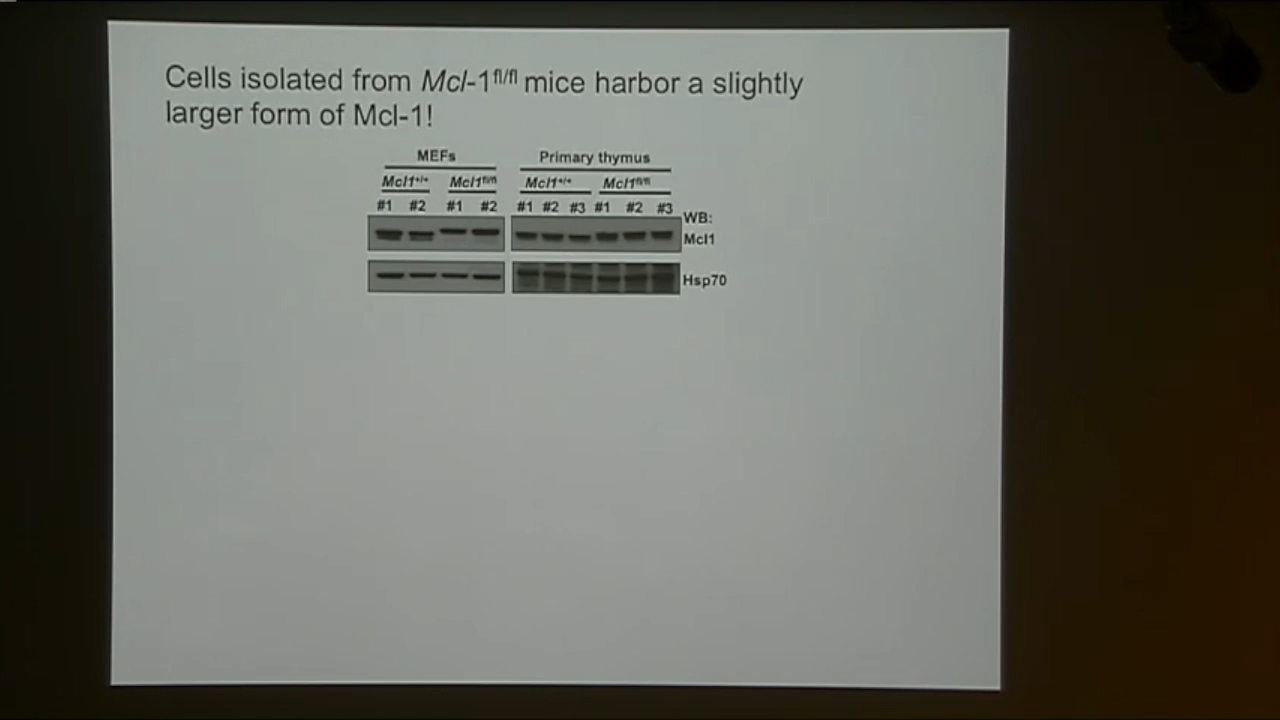 Cells isolated from Mcl-1fl/fl mice harbor a slightly
larger form of Mcl-1!
MEFs Primary thymus
Mcl1+/+ Mcl1fl/fl Mcl1+/+ Mcl1fl/fl
#1 #2 #1 #2 #1 #2 #3 #1 #2 #3
WB:
Mcl1
Hsp70